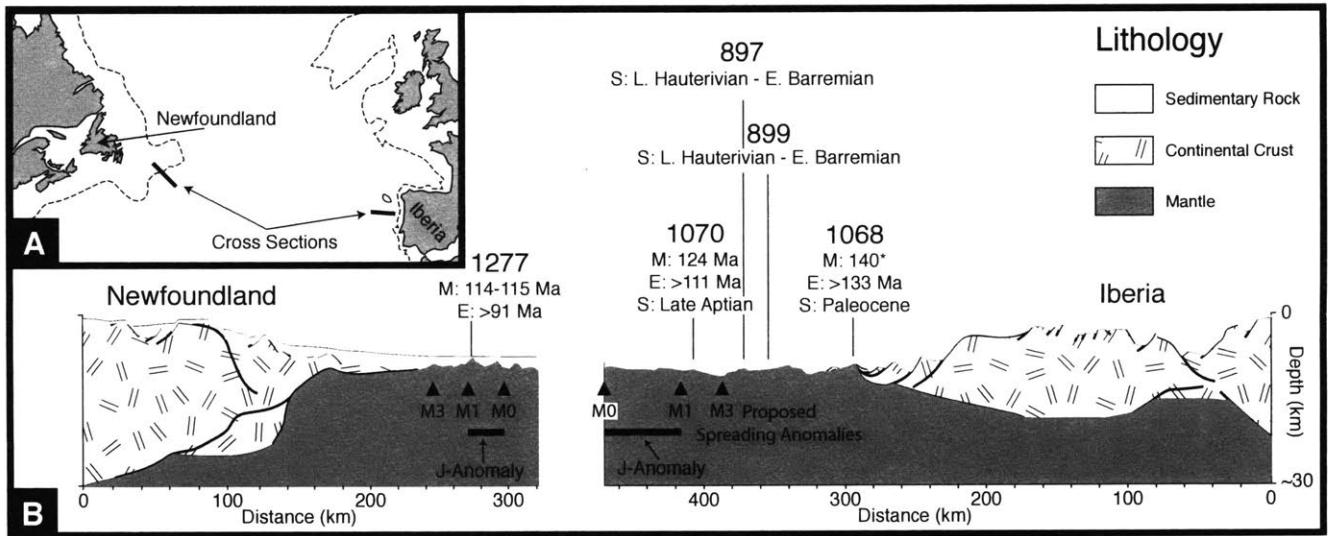 Newfoundland
Iberia
Cross Sections
A
Lithology
Sedimentary Rock
Continental Crust
Mantle
897
S: L. Hauterivian - E. Barremian
899
S: L. Hauterivian - E. Barremian
1277
M: 114-115 Ma
E: >91 Ma
1070
M: 124 Ma
E: >111 Ma
S: Late Aptian
1068
M: 140*
E: >133 Ma
S: Paleocene
Newfoundland
Iberia
M3 M1 M0
J-Anomaly
M0 M1 M3 Proposed
Spreading Anomalies
J-Anomaly
0
Depth (km)
~30
0 100 200 300
Distance (km)
400 300 200 100 0
Distance (km)
Distance (km)
B